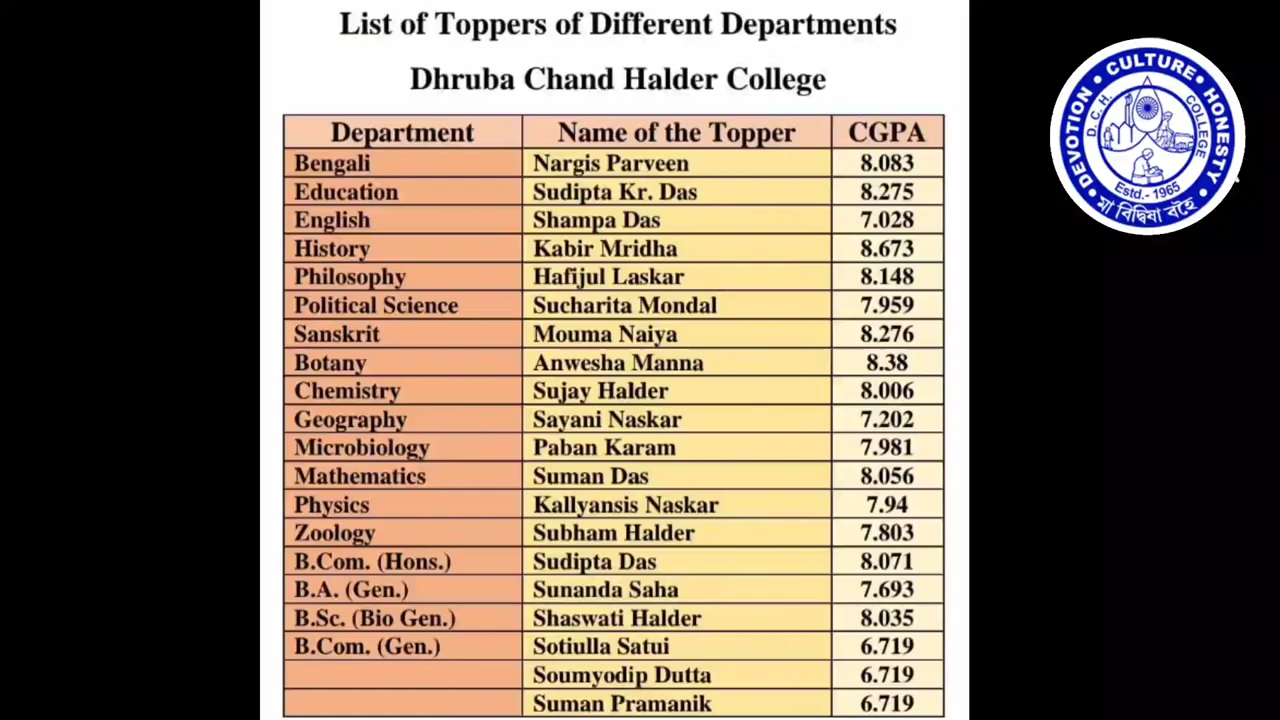 List of Toppers of Different Departments
Dhruba Chand Halder College
Department Name of the Topper CGPA
Bengali Nargis Parveen 8.083
Education Sudipta Kr. Das 8.275
English Shampa Das 7.028
History Kabir Mridha 8.673
Philosophy Hafijul Laskar 8.148
Political Science Sucharita Mondal 7.959
Sanskrit Mouma Naiya 8.276
Botany Anwesha Manna 8.38
Chemistry Sujay Halder 8.006
Geography Sayani Naskar 7.202
Microbiology Paban Karam 7.981
Mathematics Suman Das 8.056
Physics Kallyansis Naskar 7.94
Zoology Subham Halder 7.803
B.Com. (Hons.) Sudipta Das 8.071
B.A. (Gen.) Sunanda Saha 7.693
B.Sc. (Bio Gen.) Shaswati Halder 8.035
B.Com. (Gen.) Sotiulla Satui 6.719
Soumyodip Dutta 6.719
Suman Pramanik 6.719
DEVOTION • CULTURE • HONESTY
D. C. H. COLLEGE
Estd.- 1965
মা বিদ্বিষা বহৈ